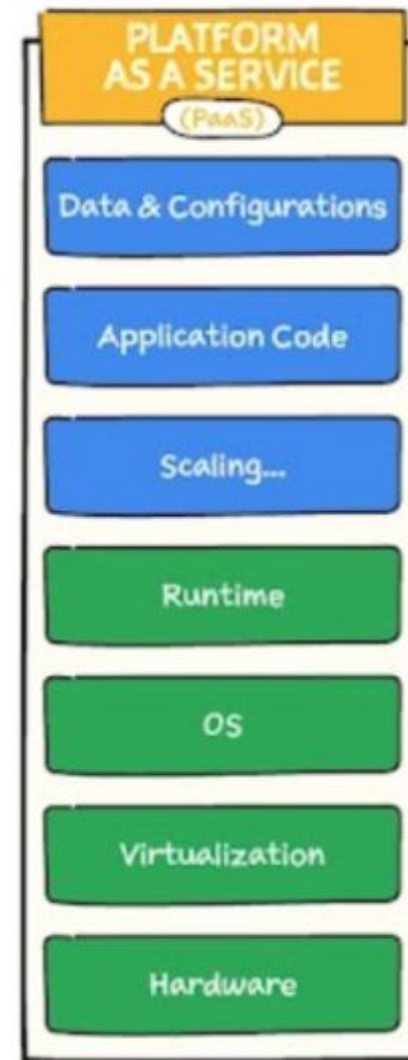 PLATFORM
AS A SERVICE
(PaaS)
Data & Configurations
Application Code
Scaling...
Runtime
OS
Virtualization
Hardware